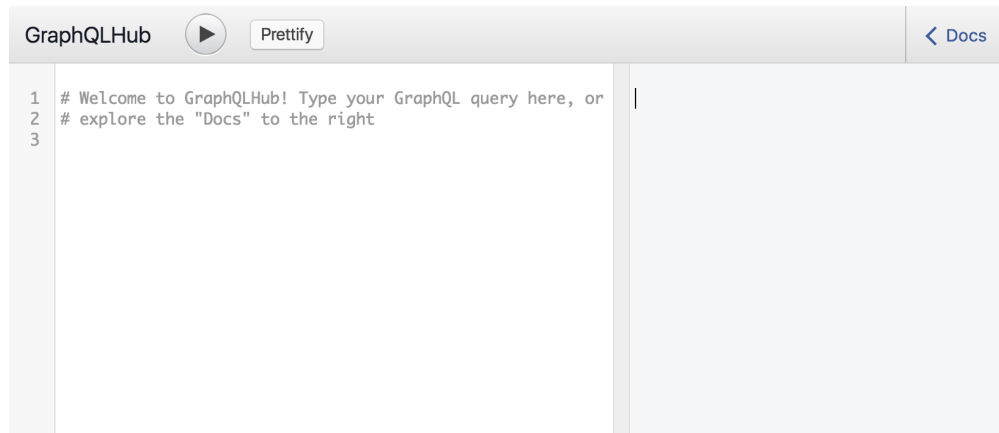 GraphQLHub Prettify Docs
1 # Welcome to GraphQLHub! Type your GraphQL query here, or
2 # explore the "Docs" to the right
3